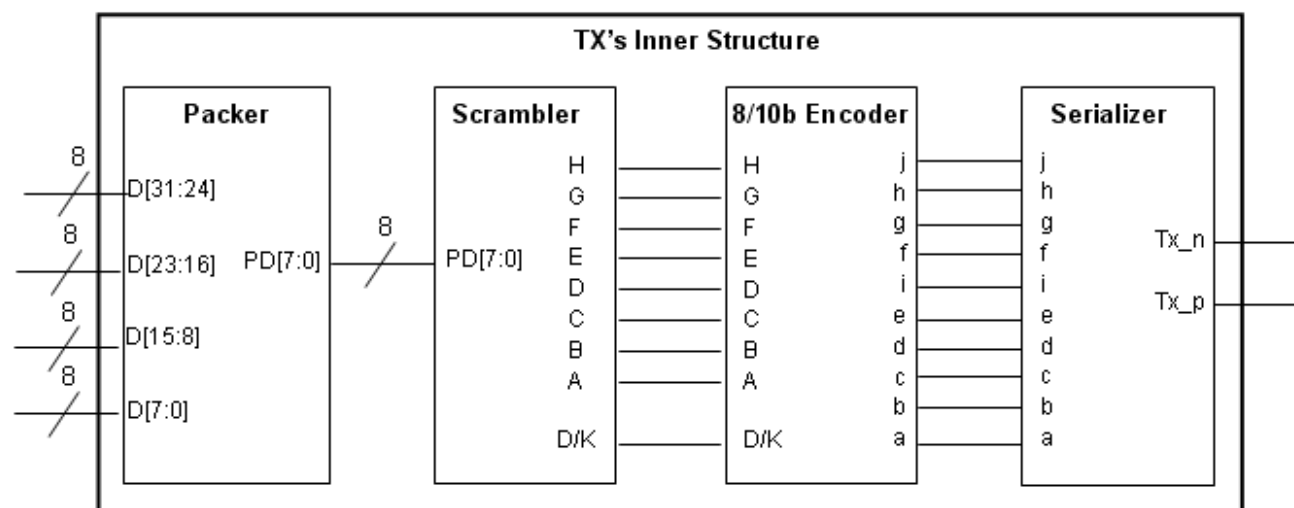 TX's Inner Structure
Packer
8
D[31:24]
8
D[23:16]
8
D[15:8]
8
D[7:0]
PD[7:0]
8
Scrambler
PD[7:0]
H
G
F
E
D
C
B
A
D/K
8/10b Encoder
H
G
F
E
D
C
B
A
D/K
j
h
g
f
i
e
d
c
b
a
Serializer
j
h
g
f
i
e
d
c
b
a
Tx_n
Tx_p